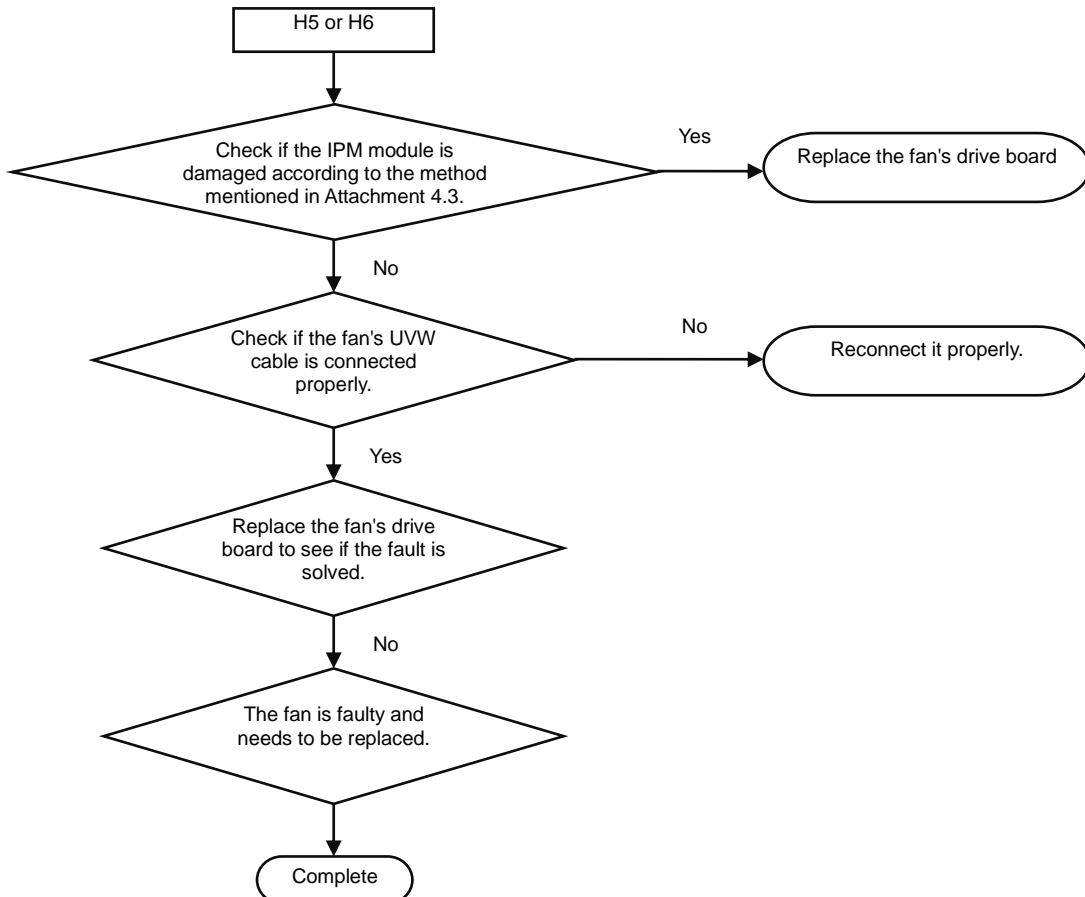 H5 or H6
Check if the IPM module is
damaged according to the method
mentioned in Attachment 4.3.
Yes
Replace the fan's drive board
No
Check if the fan's UVW
cable is connected
properly.
No
Reconnect it properly.
Yes
Replace the fan's drive
board to see if the fault is
solved.
No
The fan is faulty and
needs to be replaced.
Complete